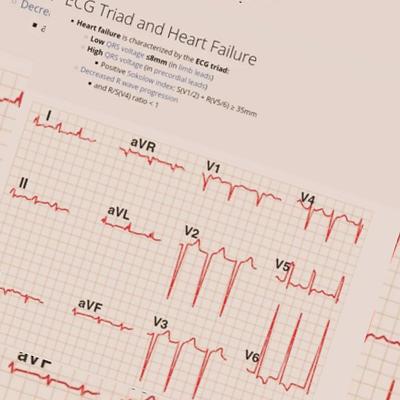 Decre
ECG Triad and Heart Failure
Heart failure is characterized by the ECG triad:
Low QRS voltage ≤8mm (in limb leads)
High QRS voltage (in precordial leads)
Positive Sokolow index: S(V1/2) + R(V5/6) ≥ 35mm
Decreased R wave progression
and R/S(V4) ratio < 1
I
aVR
V1
V4
II
aVL
V2
V5
aVF
V3
V6